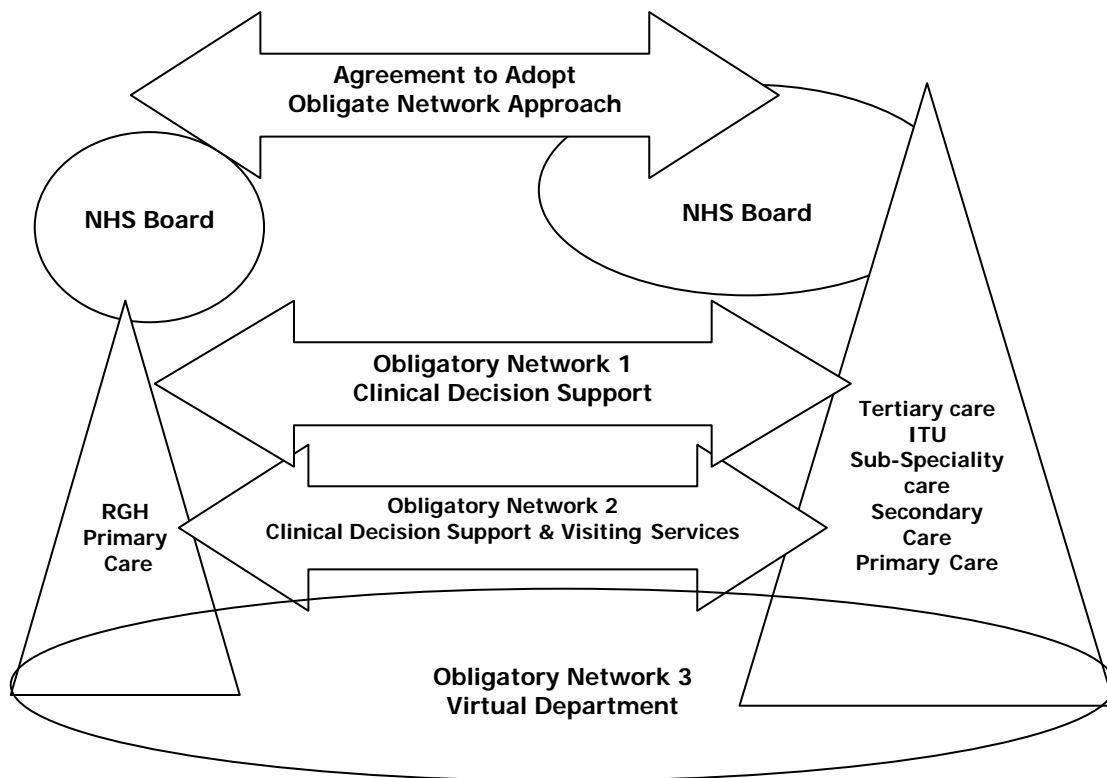 Agreement to Adopt
Obligate Network Approach
NHS Board
NHS Board
Obligatory Network 1
Clinical Decision Support
Tertiary care
ITU
Sub-Speciality
care
Secondary
Care
Primary Care
RGH
Primary
Care
Obligatory Network 2
Clinical Decision Support & Visiting Services
Obligatory Network 3
Virtual Department